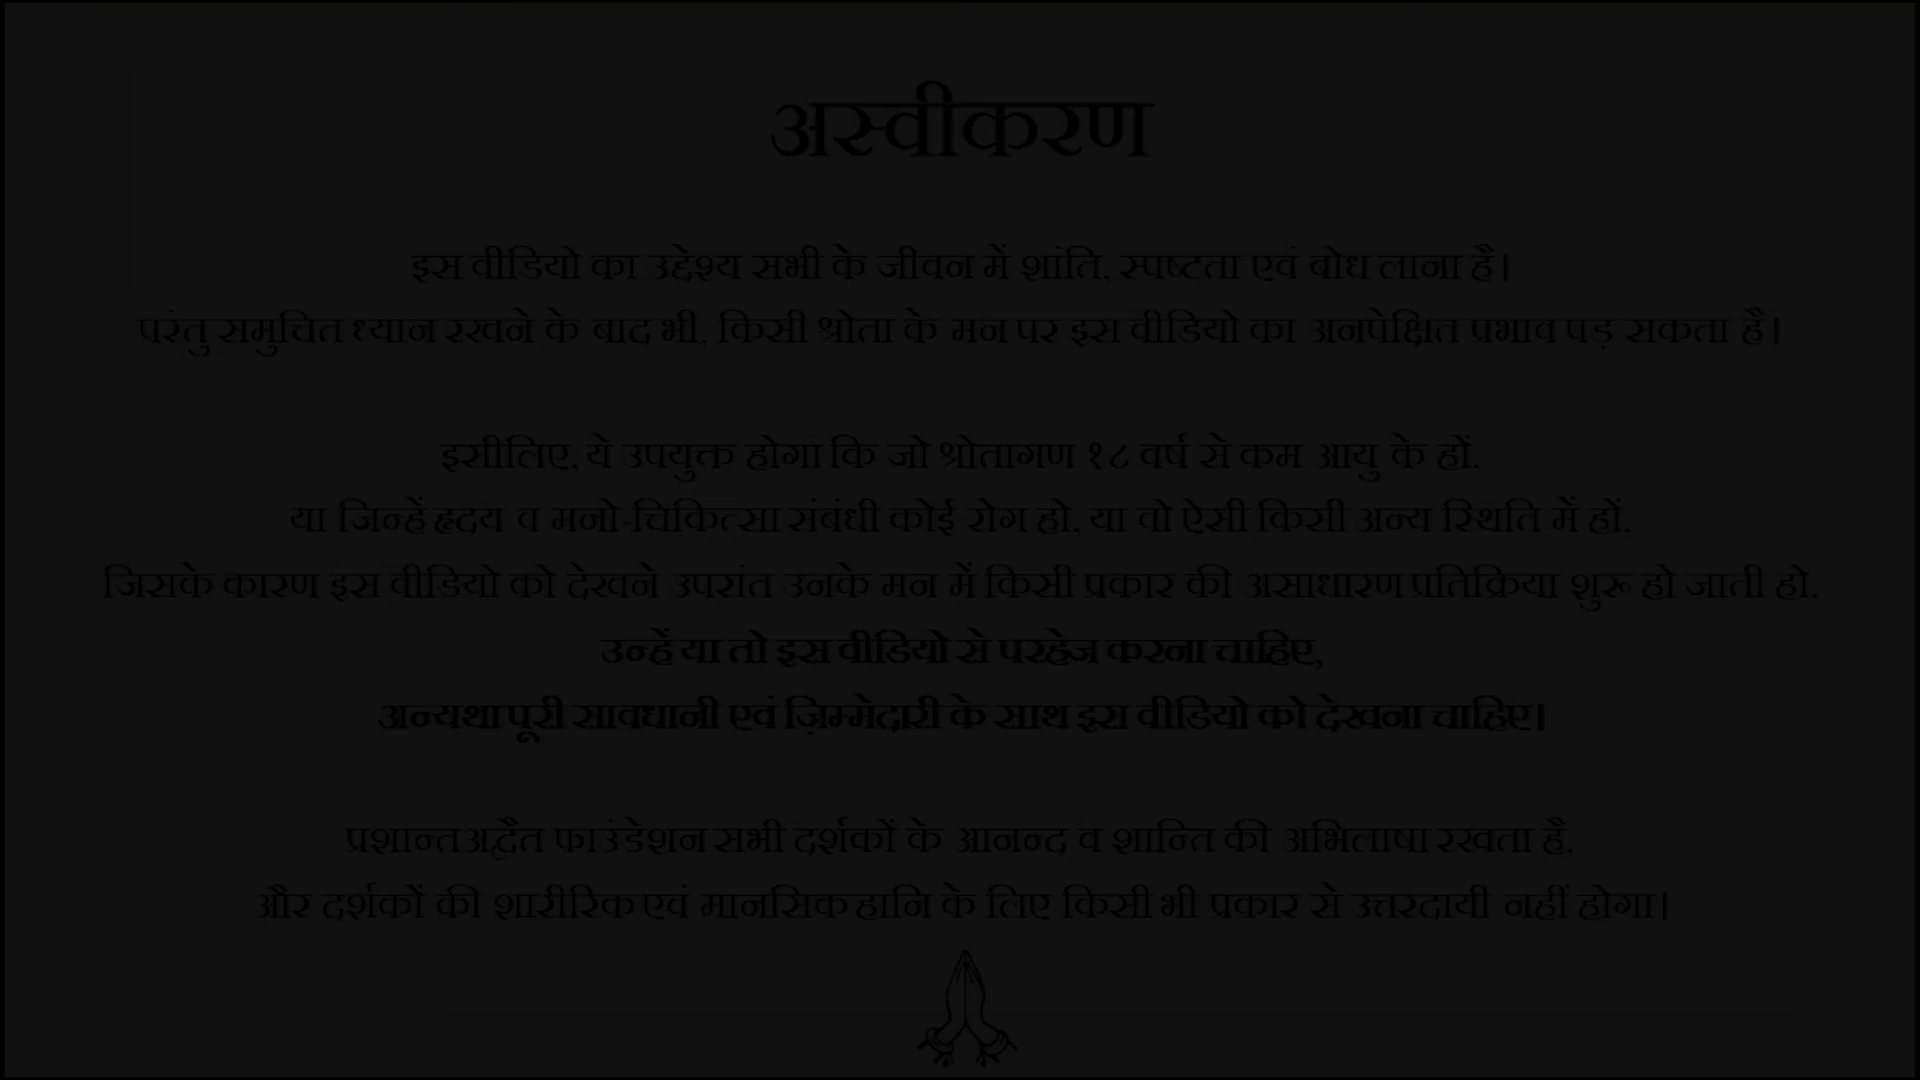 अस्वीकरण
इस वीडियो का उद्देश्य सभी के जीवन में शांति, स्पष्टता एवं बोध लाना है।
परंतु समुचित ध्यान रखने के बाद भी, किसी श्रोता के मन पर इस वीडियो का अनपेक्षित प्रभाव पड़ सकता है।
इसीलिए, ये उपयुक्त होगा कि जो श्रोतागण १८ वर्ष से कम आयु के हों,
या जिन्हें हृदय व मनो-चिकित्सा संबंधी कोई रोग हो, या वो ऐसी किसी अन्य स्थिति में हों,
जिसके कारण इस वीडियो को देखने उपरांत उनके मन में किसी प्रकार की असाधारण प्रतिक्रिया शुरू हो जाती हो,
उन्हें या तो इस वीडियो से परहेज करना चाहिए,
अन्यथा पूरी सावधानी एवं ज़िम्मेदारी के साथ इस वीडियो को देखना चाहिए।
प्रशान्तअद्वैत फाउंडेशन सभी दर्शकों के आनन्द व शान्ति की अभिलाषा रखता है,
और दर्शकों की शारीरिक एवं मानसिक हानि के लिए किसी भी प्रकार से उत्तरदायी नहीं होगा।